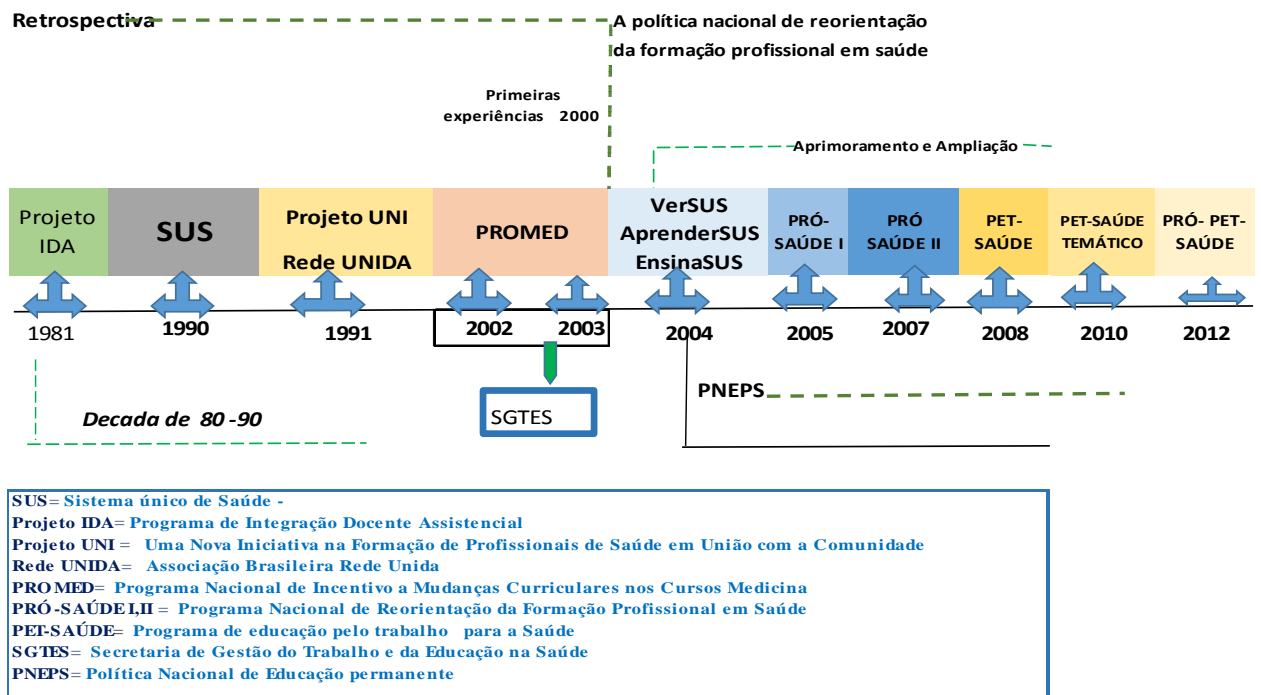 Retrospectiva
A política nacional de reorientação
da formação profissional em saúde
Primeiras
experiências 2000
Aprimoramento e Ampliação
Projeto
IDA
SUS
Projeto UNI
Rede UNIDA
PROMED
VerSUS
AprenderSUS
EnsinaSUS
PRÓ-
SAÚDE I
PRÓ
SAÚDE II
PET-
SAÚDE
PET-SAÚDE
TEMÁTICO
PRÓ- PET-
SAÚDE
1981
1990
1991
2002
2003
2004
2005
2007
2008
2010
2012
Decada de 80 -90
SGTES
PNEPS
SUS= Sistema único de Saúde -
Projeto IDA= Programa de Integração Docente Assistencial
Projeto UNI = Uma Nova Iniciativa na Formação de Profissionais de Saúde em União com a Comunidade
Rede UNIDA= Associação Brasileira Rede Unida
PROMED= Programa Nacional de Incentivo a Mudanças Curriculares nos Cursos Medicina
PRÓ-SAÚDE I,II = Programa Nacional de Reorientação da Formação Profissional em Saúde
PET-SAÚDE= Programa de educação pelo trabalho para a Saúde
SGTES= Secretaria de Gestão do Trabalho e da Educação na Saúde
PNEPS= Política Nacional de Educação permanente